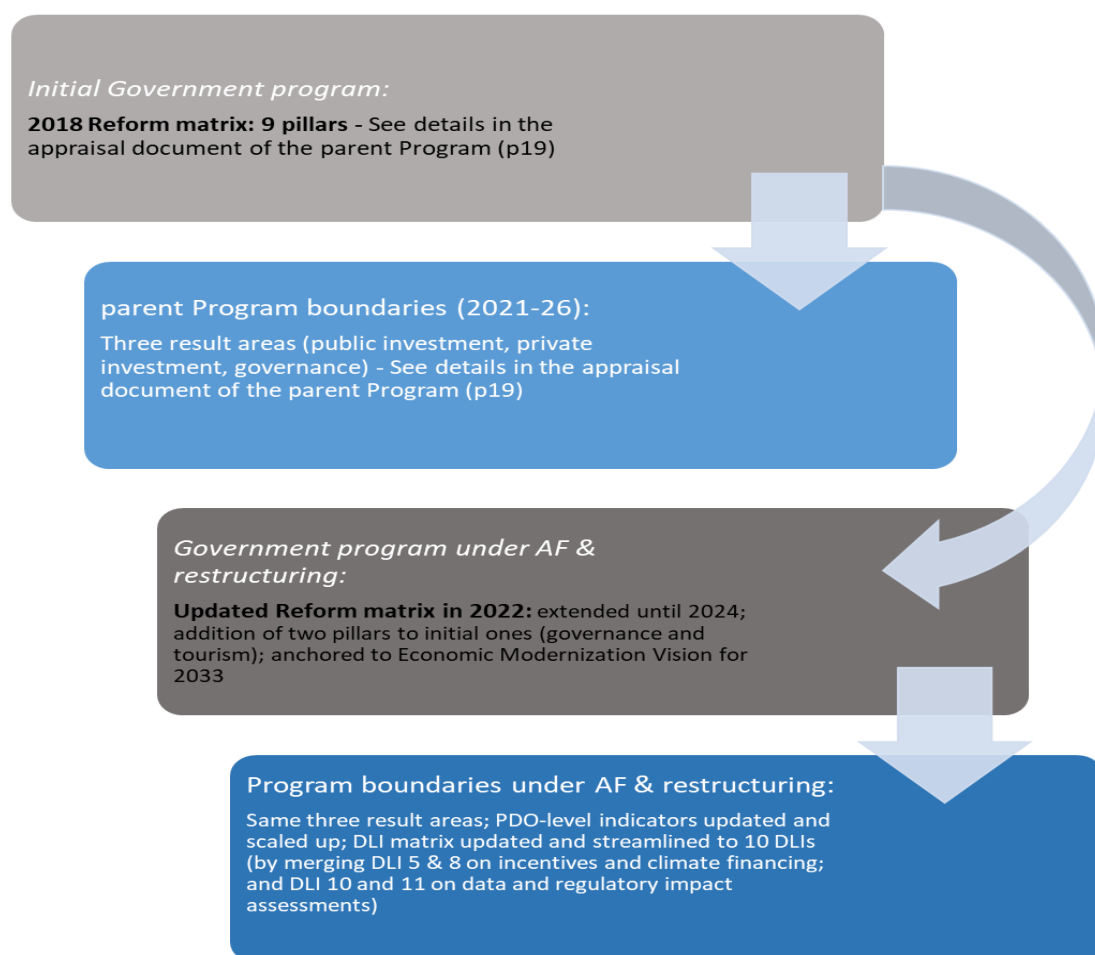 Initial Government program:
2018 Reform matrix: 9 pillars - See details in the
appraisal document of the parent Program (p19)
parent Program boundaries (2021-26):
Three result areas (public investment, private
investment, governance) - See details in the appraisal
document of the parent Program (p19)
Government program under AF &
restructuring:
Updated Reform matrix in 2022: extended until 2024;
addition of two pillars to initial ones (governance and
tourism); anchored to Economic Modernization Vision for
2033
Program boundaries under AF & restructuring:
Same three result areas; PDO-level indicators updated and
scaled up; DLI matrix updated and streamlined to 10 DLIs
(by merging DLI 5 & 8 on incentives and climate financing;
and DLI 10 and 11 on data and regulatory impact
assessments)